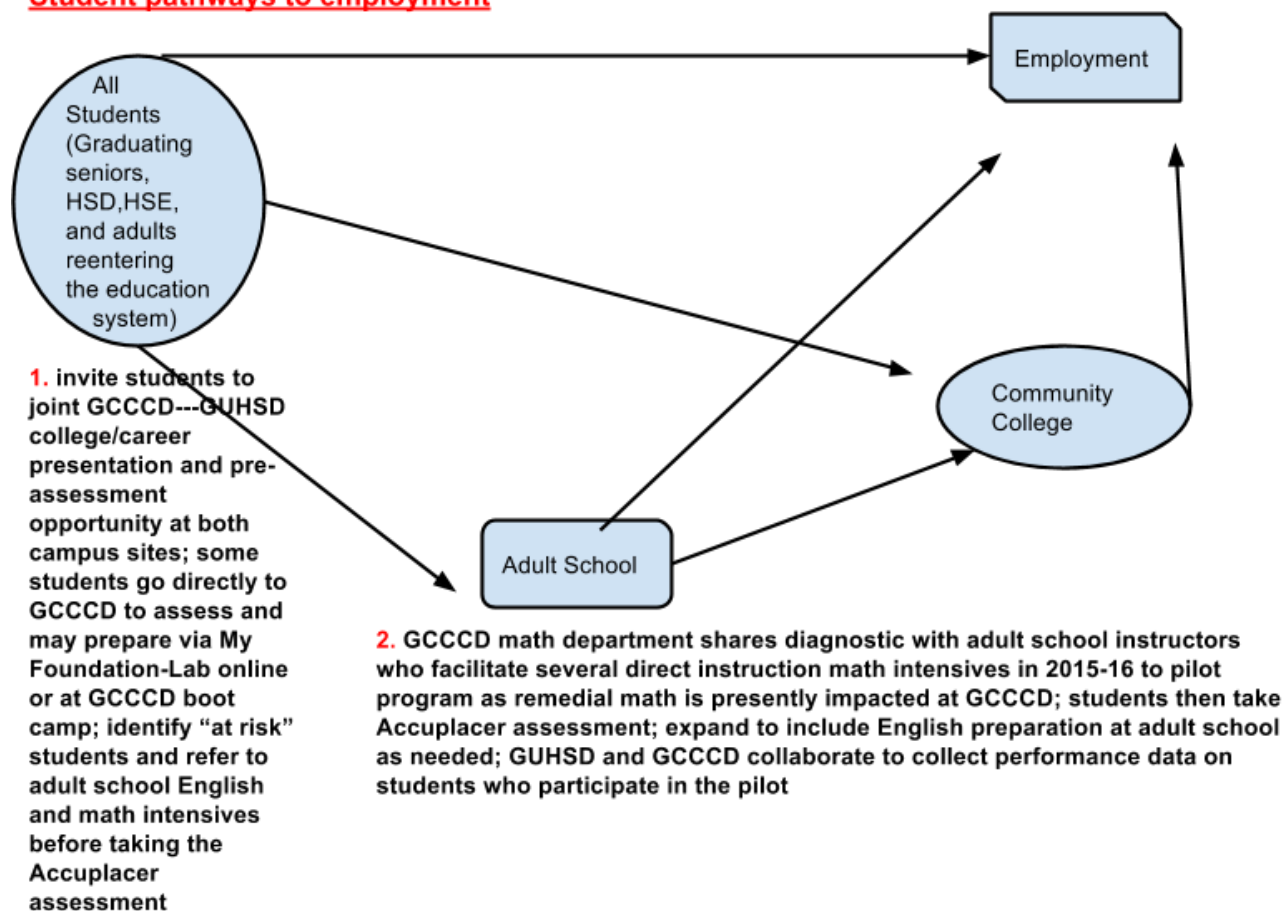 Student pathways to employment
All
Students
(Graduating
seniors,
HSD,HSE,
and adults
reentering
the education
system)
Employment
Community
College
Adult School
1. invite students to
joint GCCCD---GUHSD
college/career
presentation and pre-
assessment
opportunity at both
campus sites; some
students go directly to
GCCCD to assess and
may prepare via My
Foundation-Lab online
or at GCCCD boot
camp; identify “at risk”
students and refer to
adult school English
and math intensives
before taking the
Accuplacer
assessment
2. GCCCD math department shares diagnostic with adult school instructors
who facilitate several direct instruction math intensives in 2015-16 to pilot
program as remedial math is presently impacted at GCCCD; students then take
Accuplacer assessment; expand to include English preparation at adult school
as needed; GUHSD and GCCCD collaborate to collect performance data on
students who participate in the pilot